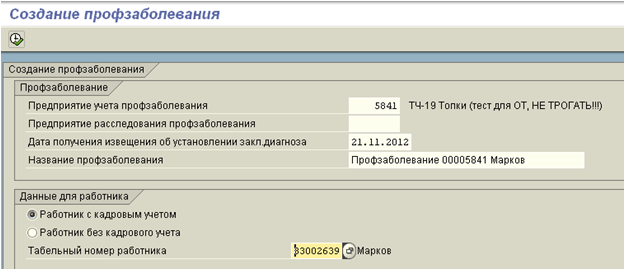 Создание профзаболевания
Создание профзаболевания
Профзаболевание
Предприятие учета профзаболевания 5841 ТЧ-19 Топки (тест для ОТ, НЕ ТРОГАТЬ!!!)
Предприятие расследования профзаболевания
Дата получения извещения об установлении закл.диагноза 21.11.2012
Название профзаболевания Профзаболевание 00005841 Марков
Данные для работника
Работник с кадровым учетом
Работник без кадрового учета
Табельный номер работника 83002639 Марков